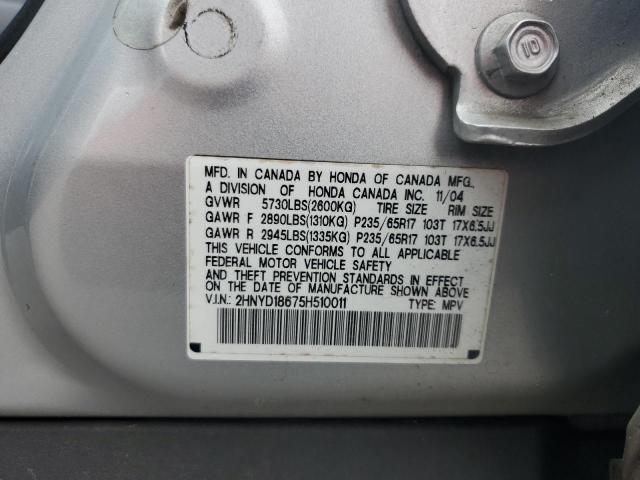 10
MFD. IN CANADA BY HONDA OF CANADA MFG.,
A DIVISION OF HONDA CANADA INC. 11/04
GVWR 5730LBS(2600KG) TIRE SIZE RIM SIZE
GAWR F 2890LBS(1310KG) P235/65R17 103T 17X6.5JJ
GAWR R 2945LBS(1335KG) P235/65R17 103T 17X6.5JJ
THIS VEHICLE CONFORMS TO ALL APPLICABLE
FEDERAL MOTOR VEHICLE SAFETY
AND THEFT PREVENTION STANDARDS IN EFFECT
ON THE DATE OF MANUFACTURE SHOWN ABOVE
V.I.N.: 2HNYD18675H510011 TYPE: MPV